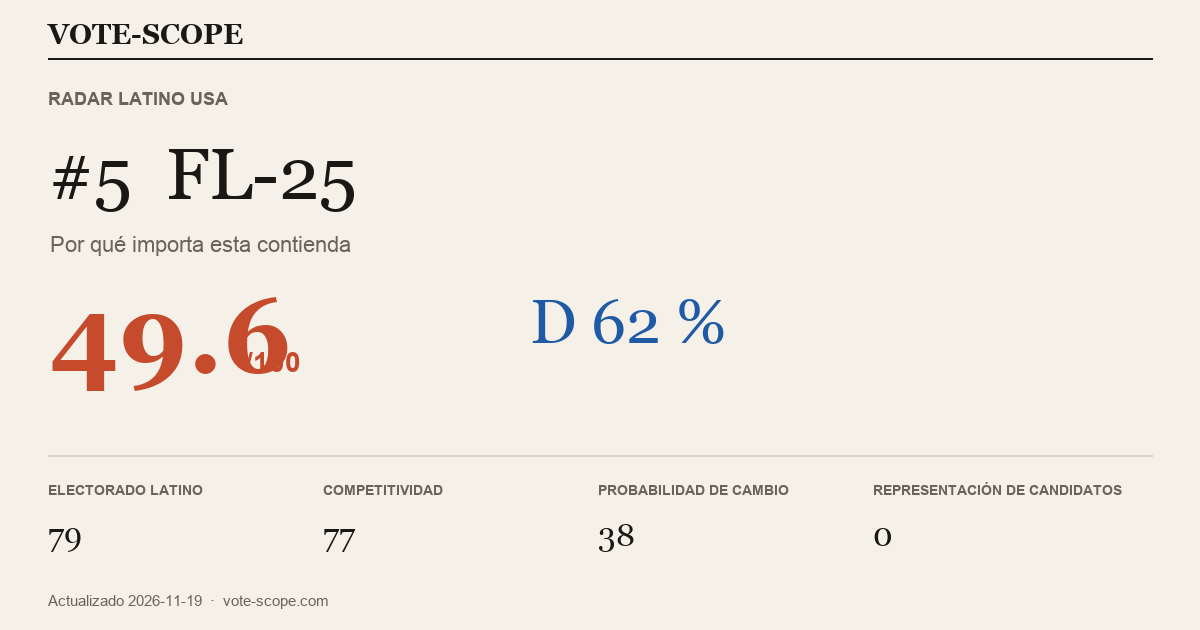 VOTE-SCOPE
RADAR LATINO USA
#5 FL-25
Por qué importa esta contienda
49.6 /100
D 62 %
ELECTORADO LATINO
COMPETITIVIDAD
PROBABILIDAD DE CAMBIO
REPRESENTACIÓN DE CANDIDATOS
79
77
38
0
Actualizado 2026-11-19 · vote-scope.com